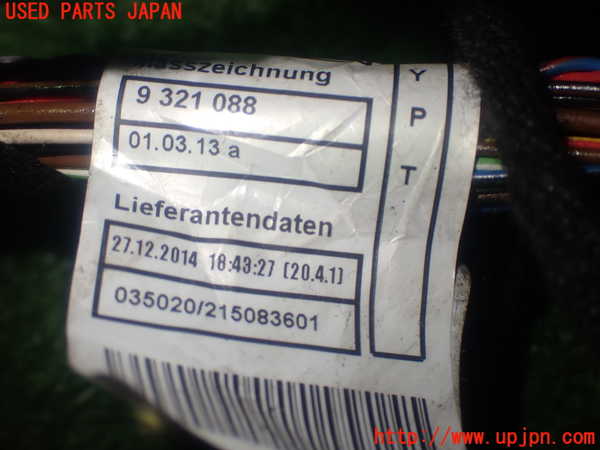 USED PARTS JAPAN
9 321 088
01.03.13 a
Lieferantendaten
27.12.2014 18:43:27 [20.4.1]
035020/215083601
Y
P
T
http://www.upjpn.com/